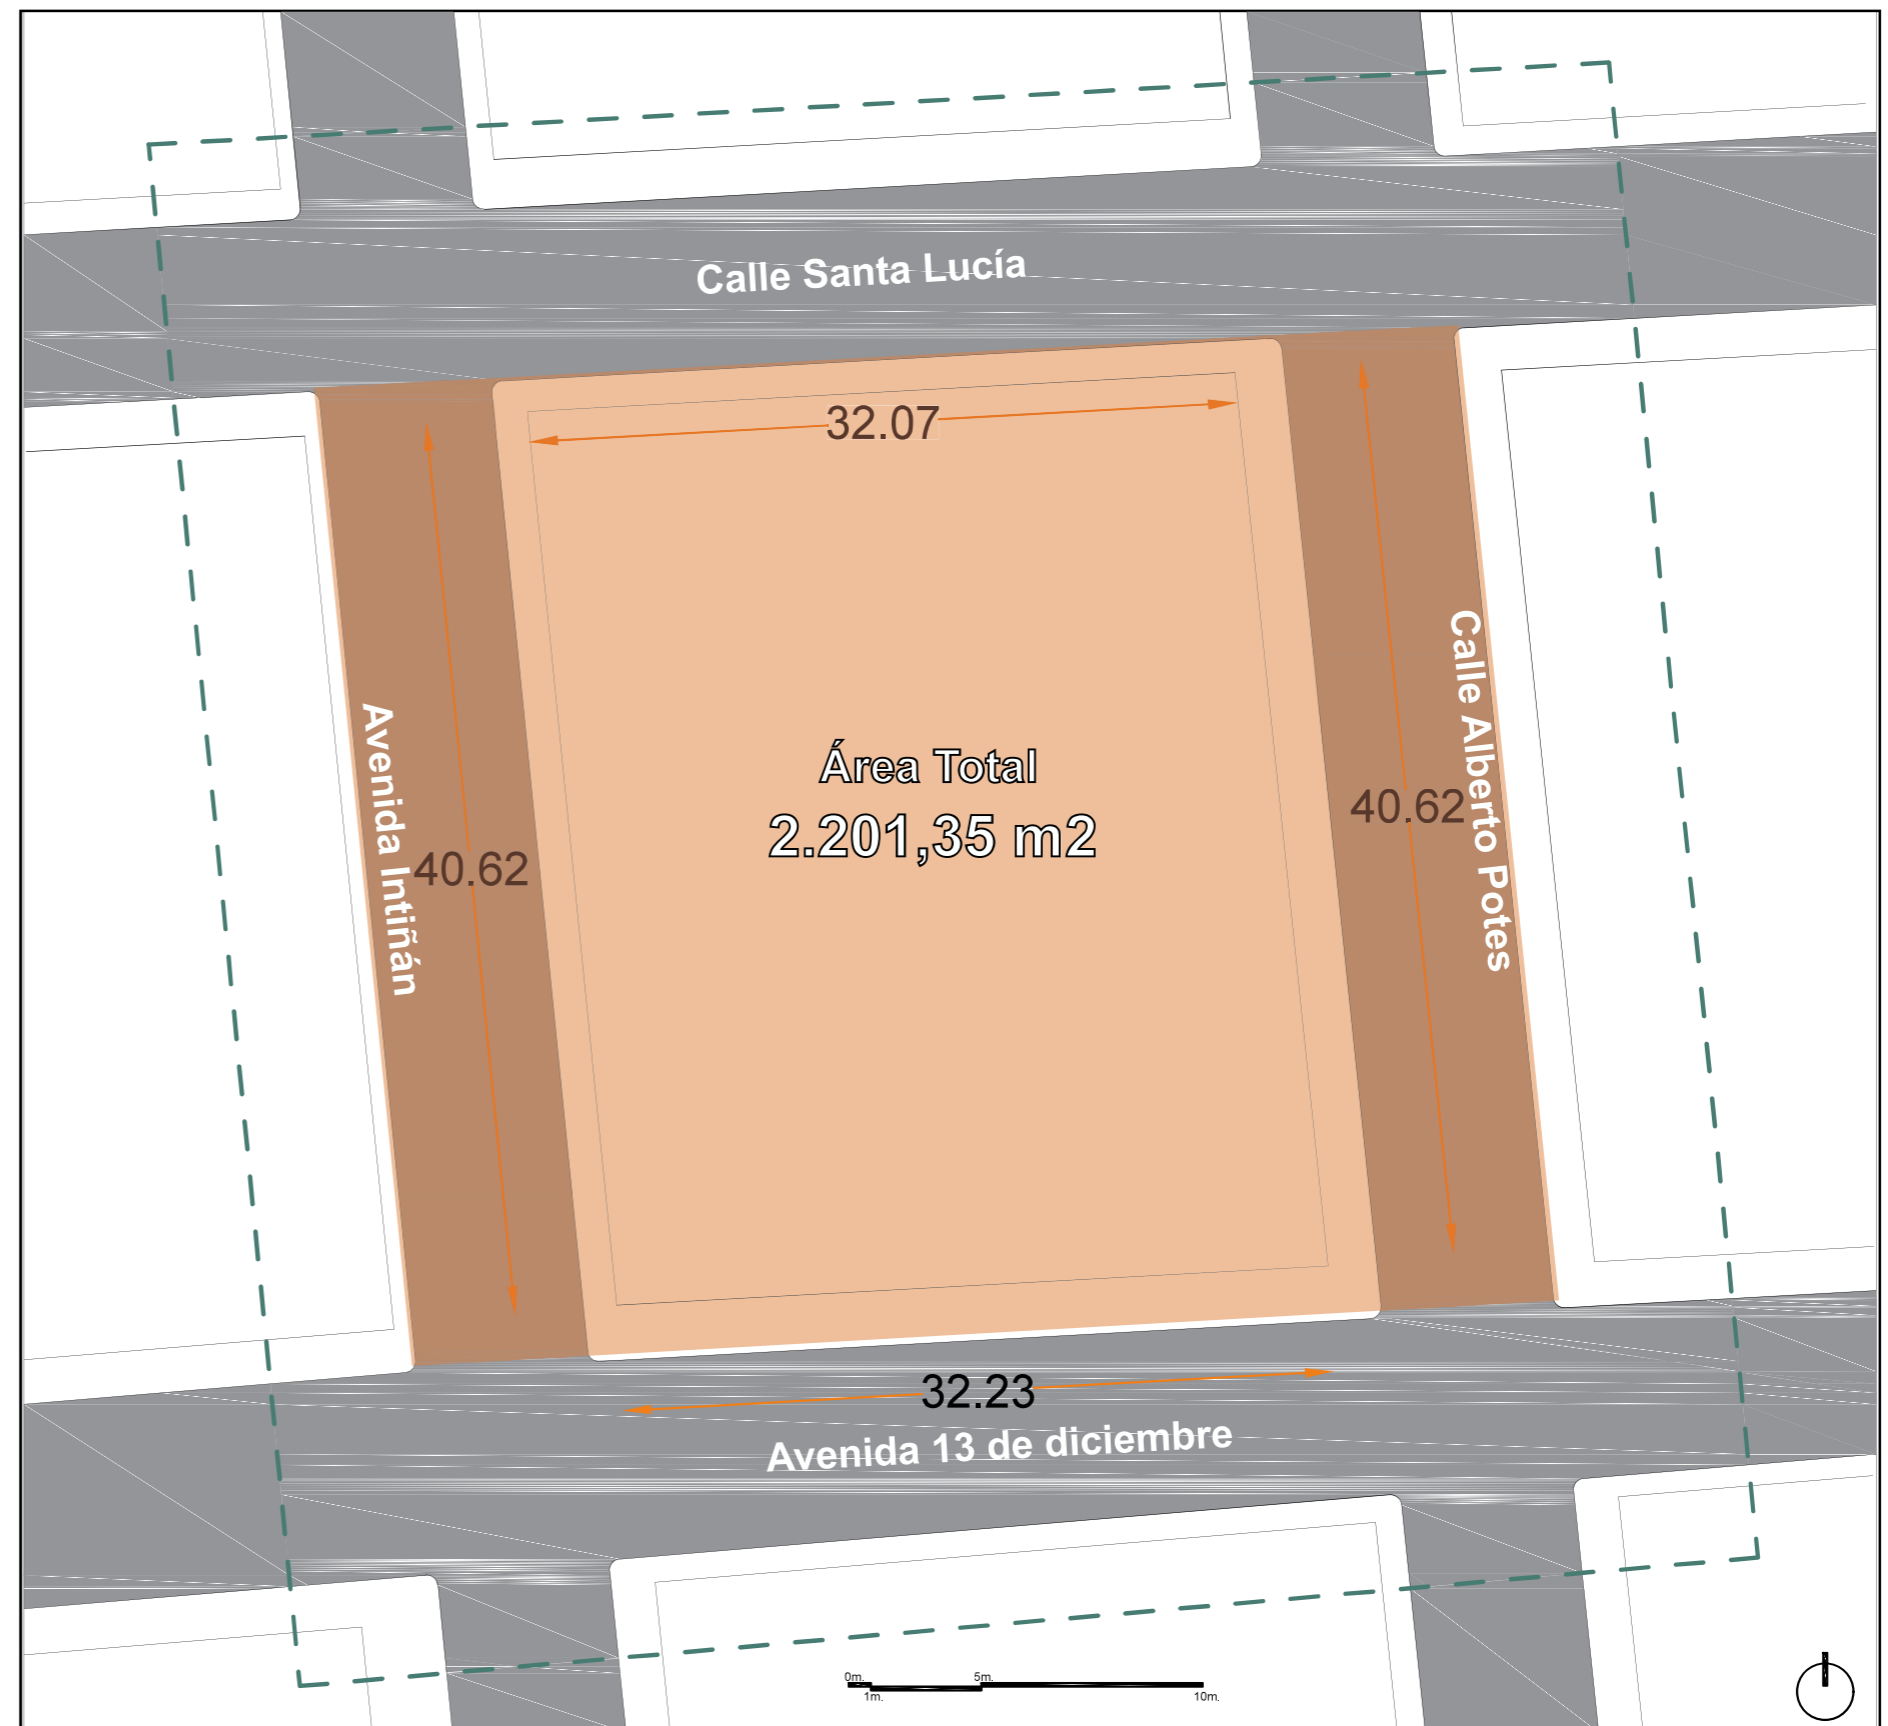 Calle Santa Lucía
32.07
Área Total
2.201,35 m2
Avenida Intiñán
40.62
40.62
Calle Alberto Potes
32.23
Avenida 13 de diciembre
0m.
5m.
1m.
10m.